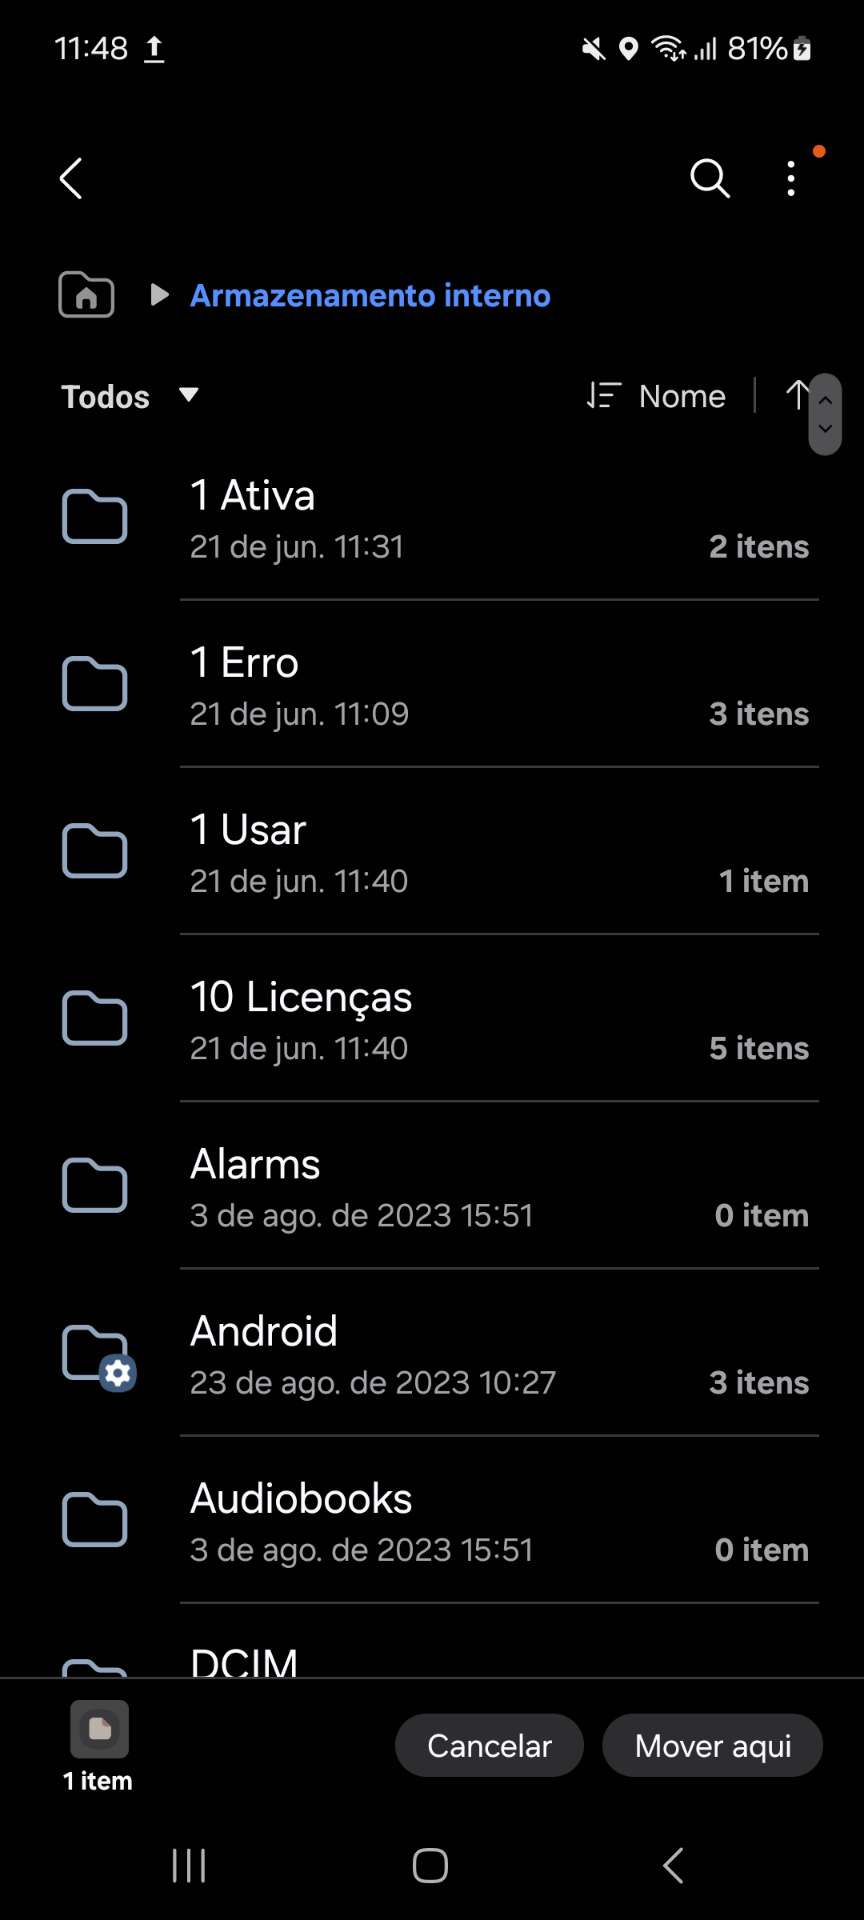 11:48 81%
Armazenamento interno
Todos Nome
1 Ativa
21 de jun. 11:31 2 itens
1 Erro
21 de jun. 11:09 3 itens
1 Usar
21 de jun. 11:40 1 item
10 Licenças
21 de jun. 11:40 5 itens
Alarms
3 de ago. de 2023 15:51 0 item
Android
23 de ago. de 2023 10:27 3 itens
Audiobooks
3 de ago. de 2023 15:51 0 item
DCIM
Cancelar Mover aqui
1 item